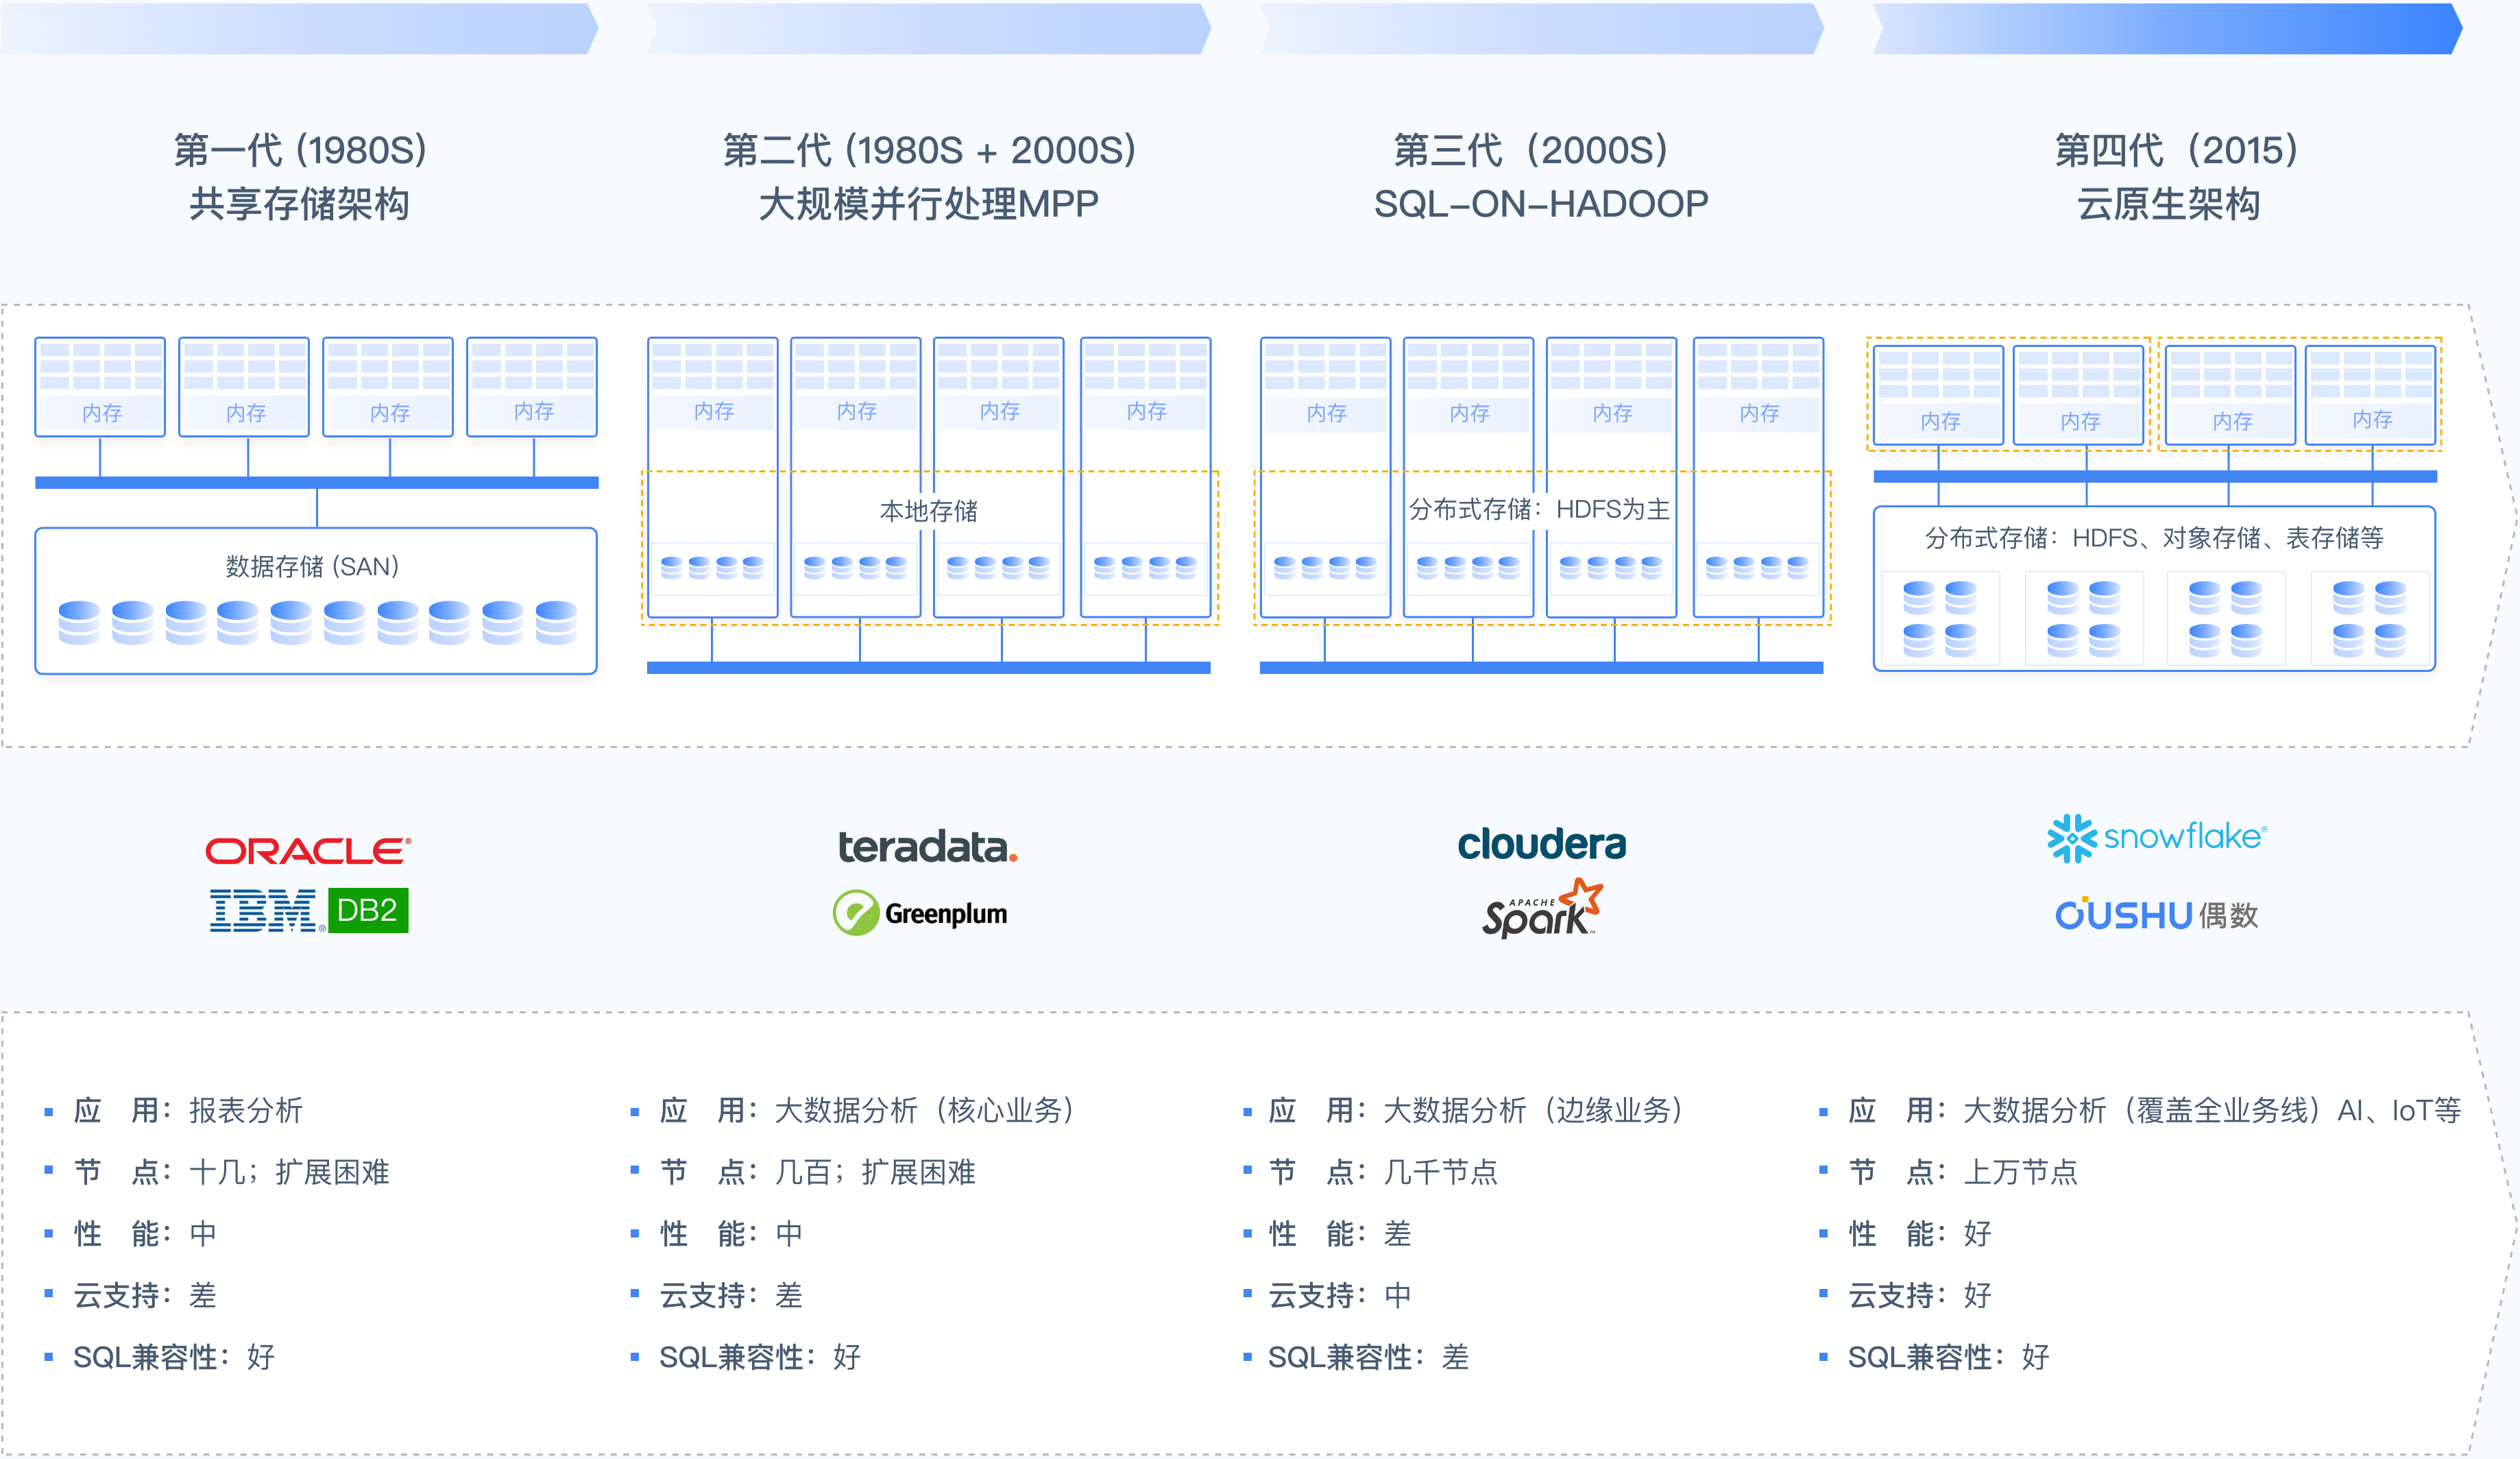 第一代 (1980S)
共享存储架构
第二代 (1980S + 2000S)
大规模并行处理MPP
第三代（2000S）
SQL–ON–HADOOP
第四代（2015）
云原生架构
内存
内存
内存
内存
数据存储 (SAN)
内存
内存
内存
内存
本地存储
内存
内存
内存
内存
分布式存储：HDFS为主
内存
内存
内存
内存
分布式存储：HDFS、对象存储、表存储等
ORACLE®
IBM® DB2
teradata.
Greenplum
cloudera
APACHE
Spark™
snowflake®
OUSHU 偶数
应 用：报表分析
节 点：十几；扩展困难
性 能：中
云支持：差
SQL兼容性：好
应 用：大数据分析（核心业务）
节 点：几百；扩展困难
性 能：中
云支持：差
SQL兼容性：好
应 用：大数据分析（边缘业务）
节 点：几千节点
性 能：差
云支持：中
SQL兼容性：差
应 用：大数据分析（覆盖全业务线）AI、IoT等
节 点：上万节点
性 能：好
云支持：好
SQL兼容性：好